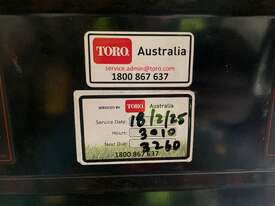 TORO Australia
service.admin@toro.com
1800 867 637
SERVICED BY TORO Australia
Service Date: 18/2/25
Hours: 3010
Next Due: 3260
1800 867 637